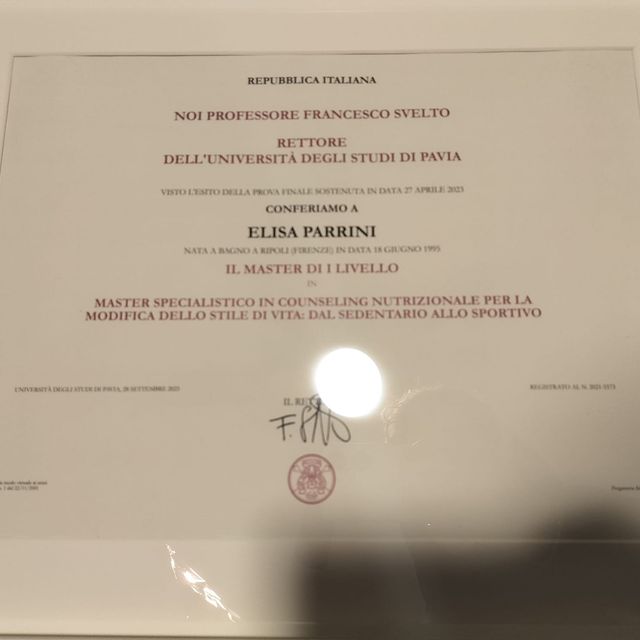 REPUBBLICA ITALIANA
NOI PROFESSORE FRANCESCO SVELTO
RETTORE
DELL'UNIVERSITÀ DEGLI STUDI DI PAVIA
VISTO L'ESITO DELLA PROVA FINALE SOSTENUTA IN DATA 27 APRILE 2023
CONFERIAMO A
ELISA PARRINI
NATA A BAGNO A RIPOLI (FIRENZE) IN DATA 18 GIUGNO 1995
IL MASTER DI I LIVELLO
IN
MASTER SPECIALISTICO IN COUNSELING NUTRIZIONALE PER LA
MODIFICA DELLO STILE DI VITA: DAL SEDENTARIO ALLO SPORTIVO
UNIVERSITÀ DEGLI STUDI DI PAVIA, 28 SETTEMBRE 2023
REGISTRATO AL N.
IL